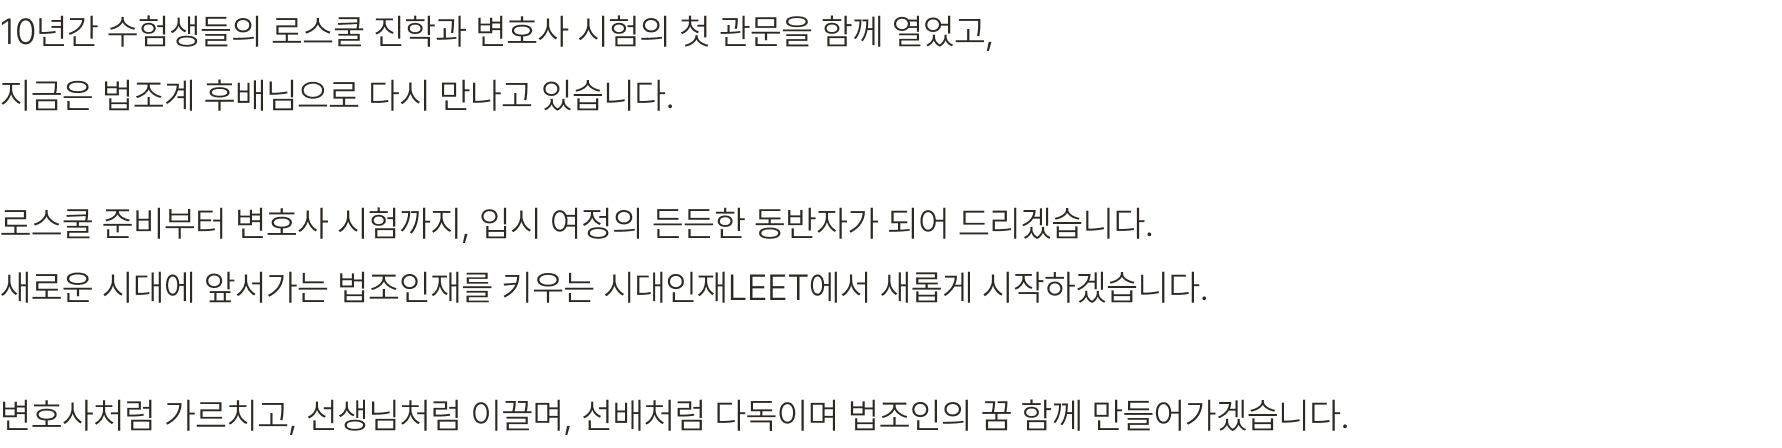 10년간 수험생들의 로스쿨 진학과 변호사 시험의 첫 관문을 함께 열었고,
지금은 법조계 후배님으로 다시 만나고 있습니다.
로스쿨 준비부터 변호사 시험까지, 입시 여정의 든든한 동반자가 되어 드리겠습니다.
새로운 시대에 앞서가는 법조인재를 키우는 시대인재LEET에서 새롭게 시작하겠습니다.
변호사처럼 가르치고, 선생님처럼 이끌며, 선배처럼 다독이며 법조인의 꿈 함께 만들어가겠습니다.